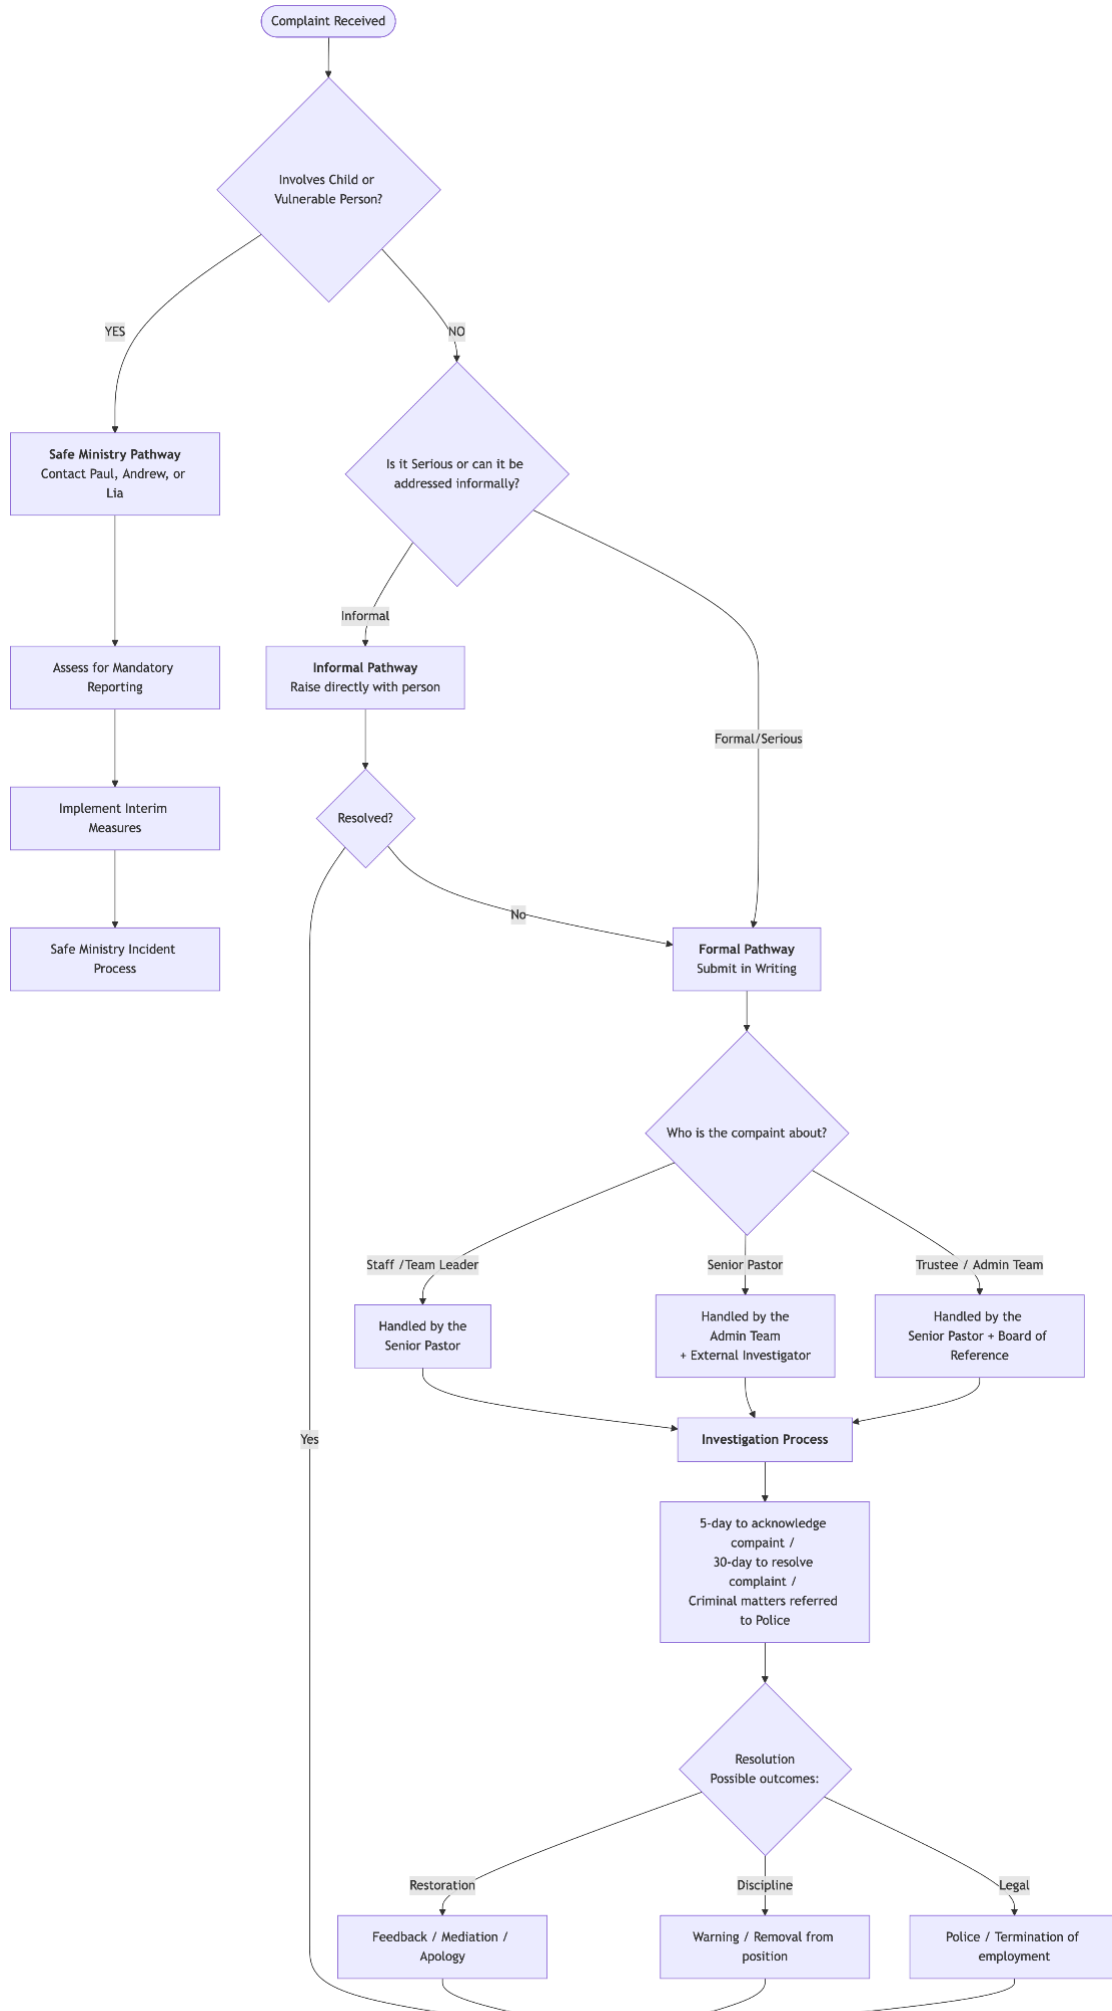 Complaint Received
Involves Child or
Vulnerable Person?
YES
NO
Safe Ministry Pathway
Contact Paul, Andrew, or
Lia
Is it Serious or can it be
addressed informally?
Informal
Assess for Mandatory
Reporting
Informal Pathway
Raise directly with person
Formal/Serious
Implement Interim
Measures
Resolved?
No
Safe Ministry Incident
Process
Formal Pathway
Submit in Writing
Who is the compaint about?
Staff /Team Leader
Senior Pastor
Trustee / Admin Team
Handled by the
Senior Pastor
Handled by the
Admin Team
+ External Investigator
Handled by the
Senior Pastor + Board of
Reference
Yes
Investigation Process
5-day to acknowledge
compaint /
30-day to resolve
complaint /
Criminal matters referred
to Police
Resolution
Possible outcomes:
Restoration
Discipline
Legal
Feedback / Mediation /
Apology
Warning / Removal from
position
Police / Termination of
employment